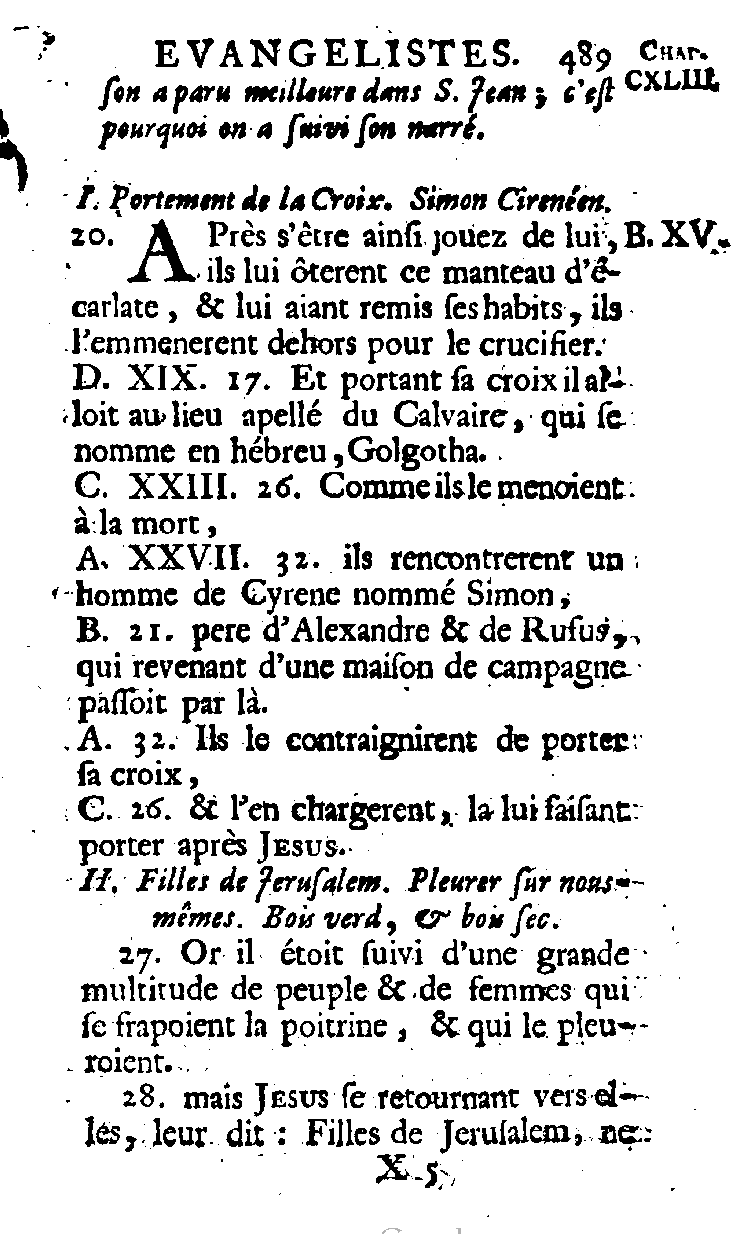 EVANGELISTES. 489 CHAP.
ſon a paru meilleure dans S. Jean ; c'eſt CXLIII.
pourquoi on a ſuivi ſon narré.
I. Portement de la Croix. Simon Cirenéen.
20. APrès s'être ainſi jouez de lui, B. XV.
ils lui ôterent ce manteau d'é-
carlate, & lui aiant remis ſes habits, ils
l'emmenerent dehors pour le crucifier.
D. XIX. 17. Et portant ſa croix il al-
loit au lieu apellé du Calvaire, qui ſe
nomme en hébreu, Golgotha.
C. XXIII. 26. Comme ils le menoient
à la mort,
A. XXVII. 32. ils rencontrerent un
homme de Cyrene nommé Simon,
B. 21. pere d'Alexandre & de Rufus,
qui revenant d'une maiſon de campagne
paſſoit par là.
A. 32. Ils le contraignirent de porter
ſa croix,
C. 26. & l'en chargerent, la lui faiſant
porter après JESUS.
II. Filles de Jeruſalem. Pleurer ſur nous-
mêmes. Bois verd, & bois ſec.
27. Or il étoit ſuivi d'une grande
multitude de peuple & de femmes qui
ſe frapoient la poitrine, & qui le pleu-
roient.
28. mais JESUS ſe retournant vers el-
les, leur dit : Filles de Jeruſalem, ne
X 5